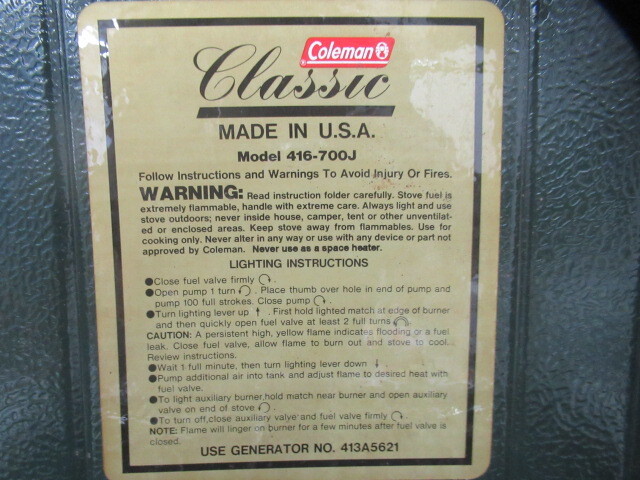 Coleman
Classic
MADE IN U.S.A.
Model 416-700J
Follow Instructions and Warnings To Avoid Injury Or Fires.
WARNING: Read instruction folder carefully. Stove fuel is
extremely flammable, handle with extreme care. Always light and use
stove outdoors; never inside house, camper, tent or other unventilat-
ed or enclosed areas. Keep stove away from flammables. Use for
cooking only. Never alter in any way or use with any device or part not
approved by Coleman. Never use as a space heater.
LIGHTING INSTRUCTIONS
●Close fuel valve firmly ↻.
●Open pump 1 turn ↺. Place thumb over hole in end of pump and
pump 100 full strokes. Close pump ↻.
●Turn lighting lever up ↑. First hold lighted match at edge of burner
and then quickly open fuel valve at least 2 full turns ↺.
CAUTION: A persistent high, yellow flame indicates flooding or a fuel
leak. Close fuel valve, allow flame to burn out and stove to cool.
Review instructions.
●Wait 1 full minute, then turn lighting lever down ↓.
●Pump additional air into tank and adjust flame to desired heat with
fuel valve.
●To light auxiliary burner,hold match near burner and open auxiliary
valve on end of stove ↺.
●To turn off,close auxiliary valve and fuel valve firmly ↻.
NOTE: Flame will linger on burner for a few minutes after fuel valve is
closed.
USE GENERATOR NO. 413A5621